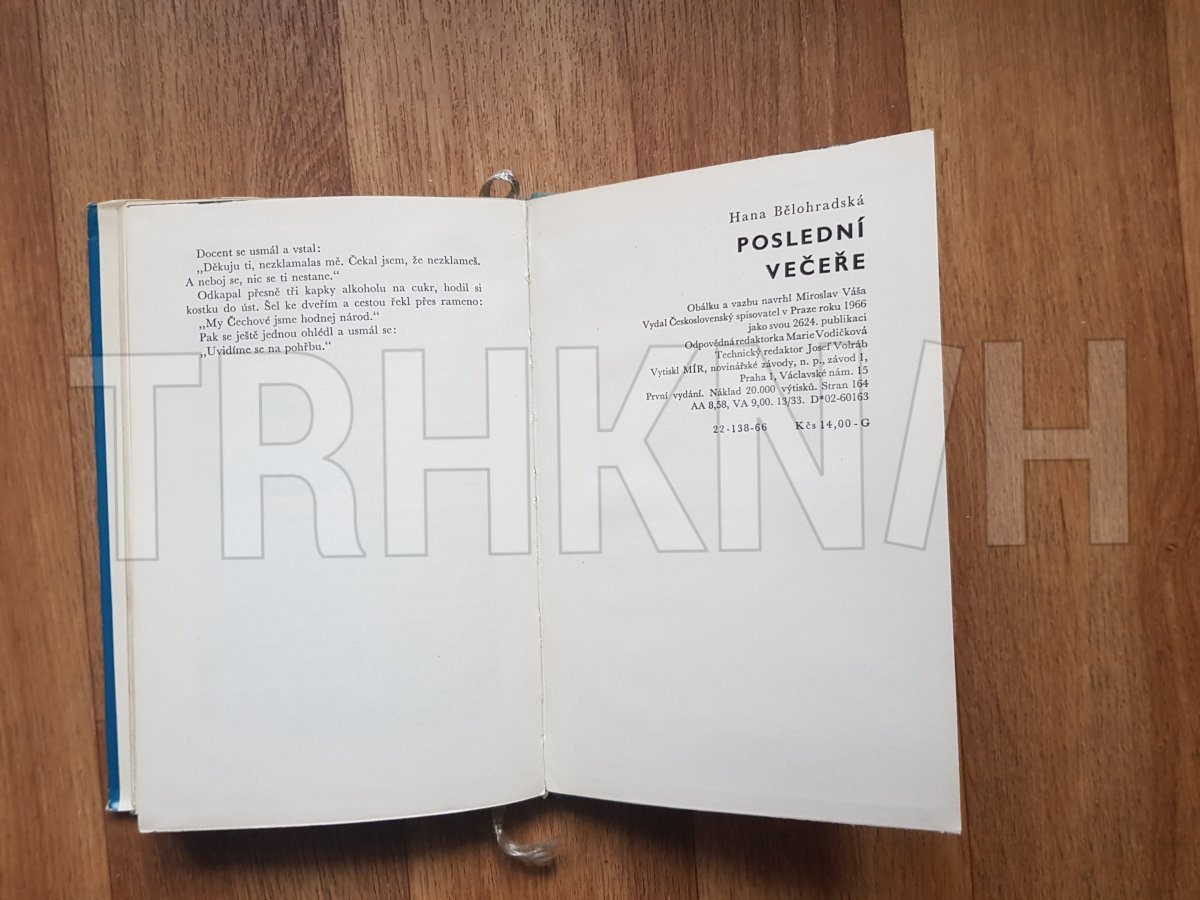 Docent se usmál a vstal:
„Děkuju ti, nezklamalas mě. Čekal jsem, že nezklameš.
A neboj se, nic se ti nestane.“
Odkapal přesně tři kapky alkoholu na cukr, hodil si
kostku do úst. Šel ke dveřím a cestou řekl přes rameno:
„My Čechové jsme hodnej národ.“
Pak se ještě jednou ohlédl a usmál se:
„Uvidíme se na pohřbu.“
Hana Bělohradská
POSLEDNÍ
VEČEŘE
Obálku a vazbu navrhl Miroslav Váša
Vydal Československý spisovatel v Praze roku 1966
jako svou 2624. publikaci
Odpovědná redaktorka Marie Vodičková
Technický redaktor Josef Volráb
Vytiskl MÍR, novinářské závody, n. p., závod 1,
Praha 1, Václavské nám. 15
První vydání. Náklad 20.000 výtisků. Stran 164
AA 8,58, VA 9,00. 13/33. D*02-60163
22-138-66 Kčs 14,00-G
TRHKN/H